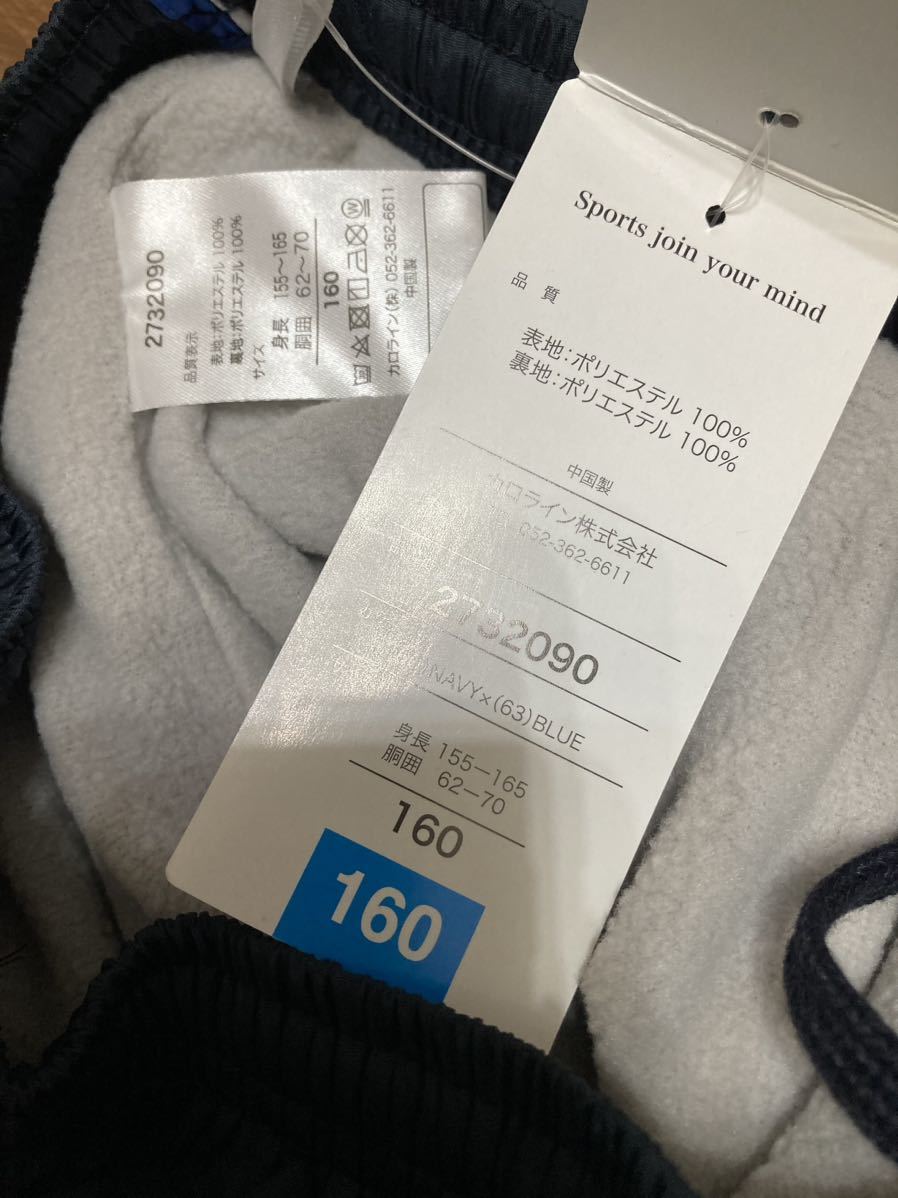 2732090
品質表示
表地:ポリエステル 100%
裏地:ポリエステル 100%
サイズ
身長 155~165
胴囲 62~70
160
カロライン(株) 052-362-6611
中国製
Sports join your mind
品 質
表地:ポリエステル 100%
裏地:ポリエステル 100%
中国製
カロライン株式会社
052-362-6611
2732090
NAVY×(63)BLUE
身長 155-165
胴囲 62-70
160
160